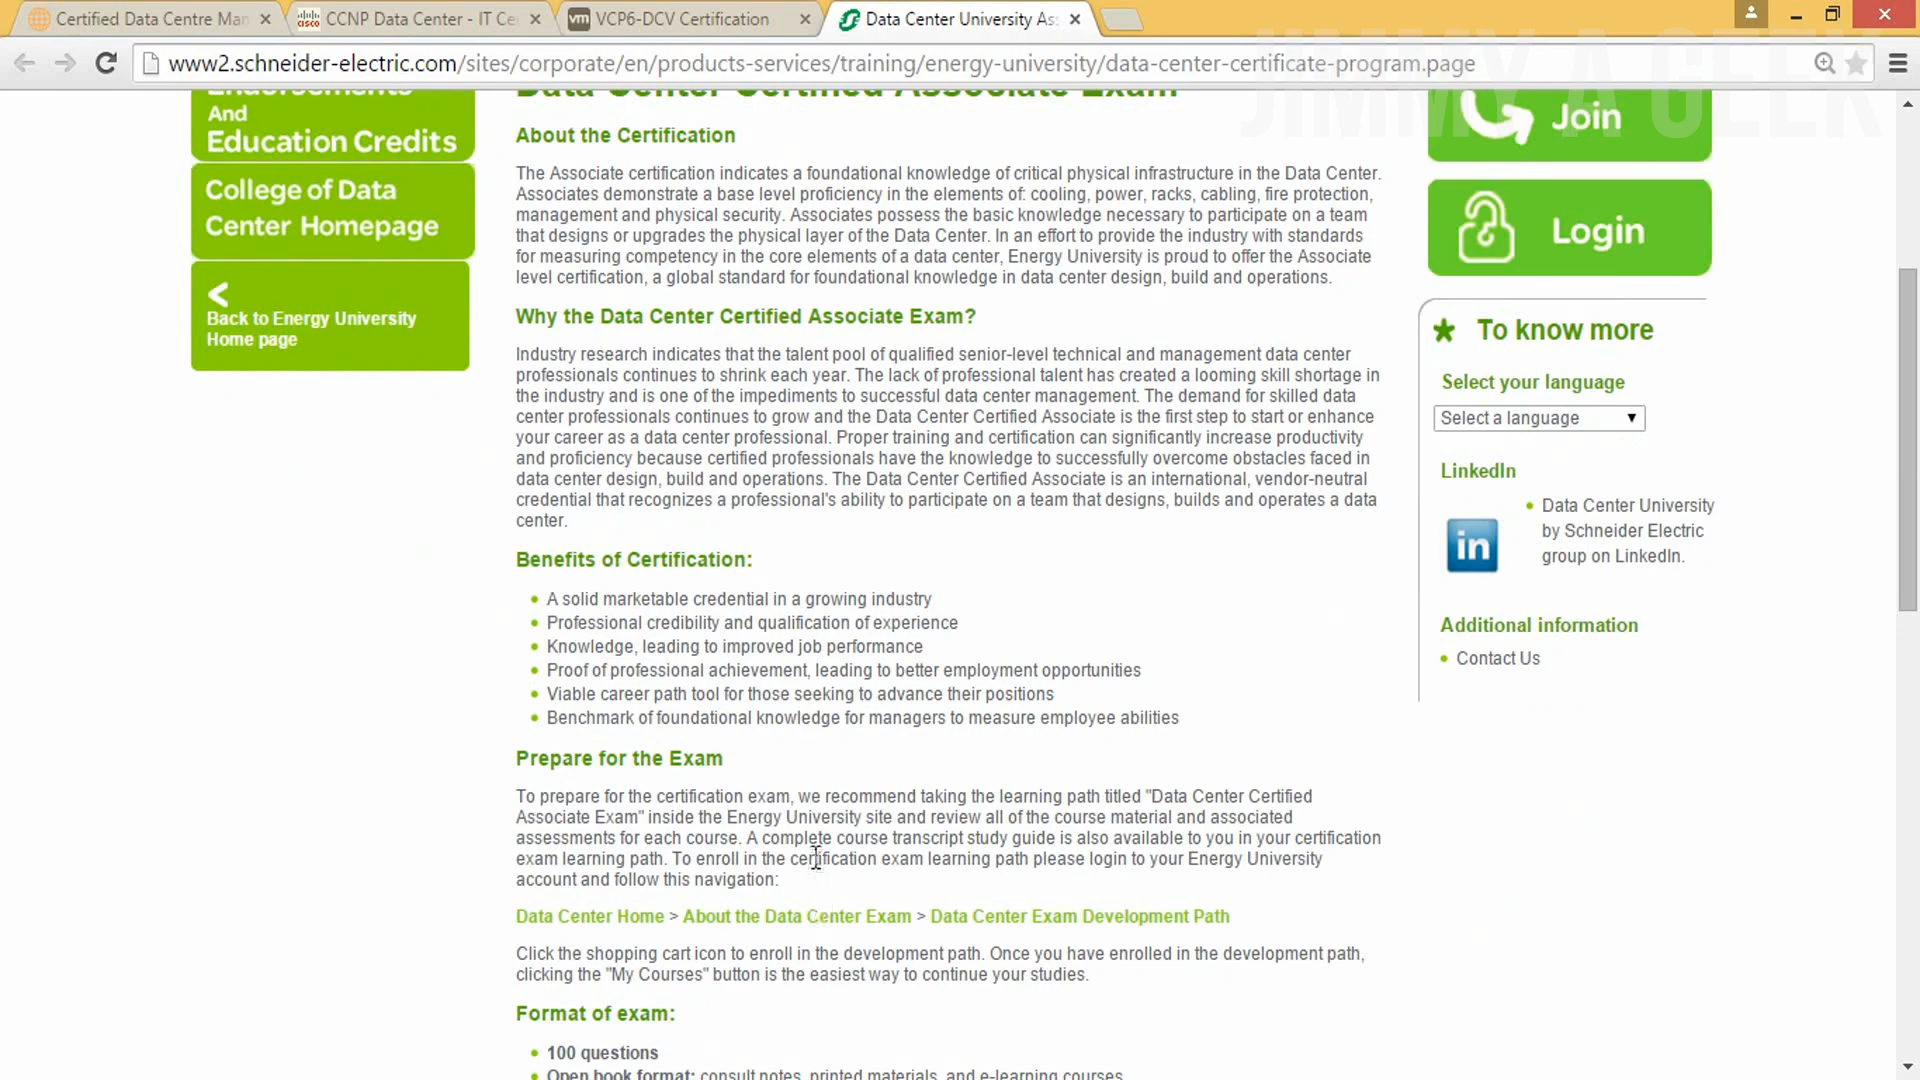 Certified Data Centre Mar
CCNP Data Center - IT Ce
VCP6-DCV Certification
Data Center University As
www2.schneider-electric.com/sites/corporate/en/products-services/training/energy-university/data-center-certificate-program.page
JIMMY A GEEK
Endorsements
And
Education Credits
College of Data
Center Homepage
<
Back to Energy University
Home page
Data Center Certified Associate Exam
About the Certification
The Associate certification indicates a foundational knowledge of critical physical infrastructure in the Data Center.
Associates demonstrate a base level proficiency in the elements of: cooling, power, racks, cabling, fire protection,
management and physical security. Associates possess the basic knowledge necessary to participate on a team
that designs or upgrades the physical layer of the Data Center. In an effort to provide the industry with standards
for measuring competency in the core elements of a data center, Energy University is proud to offer the Associate
level certification, a global standard for foundational knowledge in data center design, build and operations.
Why the Data Center Certified Associate Exam?
Industry research indicates that the talent pool of qualified senior-level technical and management data center
professionals continues to shrink each year. The lack of professional talent has created a looming skill shortage in
the industry and is one of the impediments to successful data center management. The demand for skilled data
center professionals continues to grow and the Data Center Certified Associate is the first step to start or enhance
your career as a data center professional. Proper training and certification can significantly increase productivity
and proficiency because certified professionals have the knowledge to successfully overcome obstacles faced in
data center design, build and operations. The Data Center Certified Associate is an international, vendor-neutral
credential that recognizes a professional's ability to participate on a team that designs, builds and operates a data
center.
Benefits of Certification:
A solid marketable credential in a growing industry
Professional credibility and qualification of experience
Knowledge, leading to improved job performance
Proof of professional achievement, leading to better employment opportunities
Viable career path tool for those seeking to advance their positions
Benchmark of foundational knowledge for managers to measure employee abilities
Prepare for the Exam
To prepare for the certification exam, we recommend taking the learning path titled "Data Center Certified
Associate Exam" inside the Energy University site and review all of the course material and associated
assessments for each course. A complete course transcript study guide is also available to you in your certification
exam learning path. To enroll in the certification exam learning path please login to your Energy University
account and follow this navigation:
Data Center Home > About the Data Center Exam > Data Center Exam Development Path
Click the shopping cart icon to enroll in the development path. Once you have enrolled in the development path,
clicking the "My Courses" button is the easiest way to continue your studies.
Format of exam:
100 questions
Open book format: consult notes, printed materials, and e-learning courses
Join
Login
To know more
Select your language
Select a language
LinkedIn
in
Data Center University
by Schneider Electric
group on LinkedIn.
Additional information
Contact Us